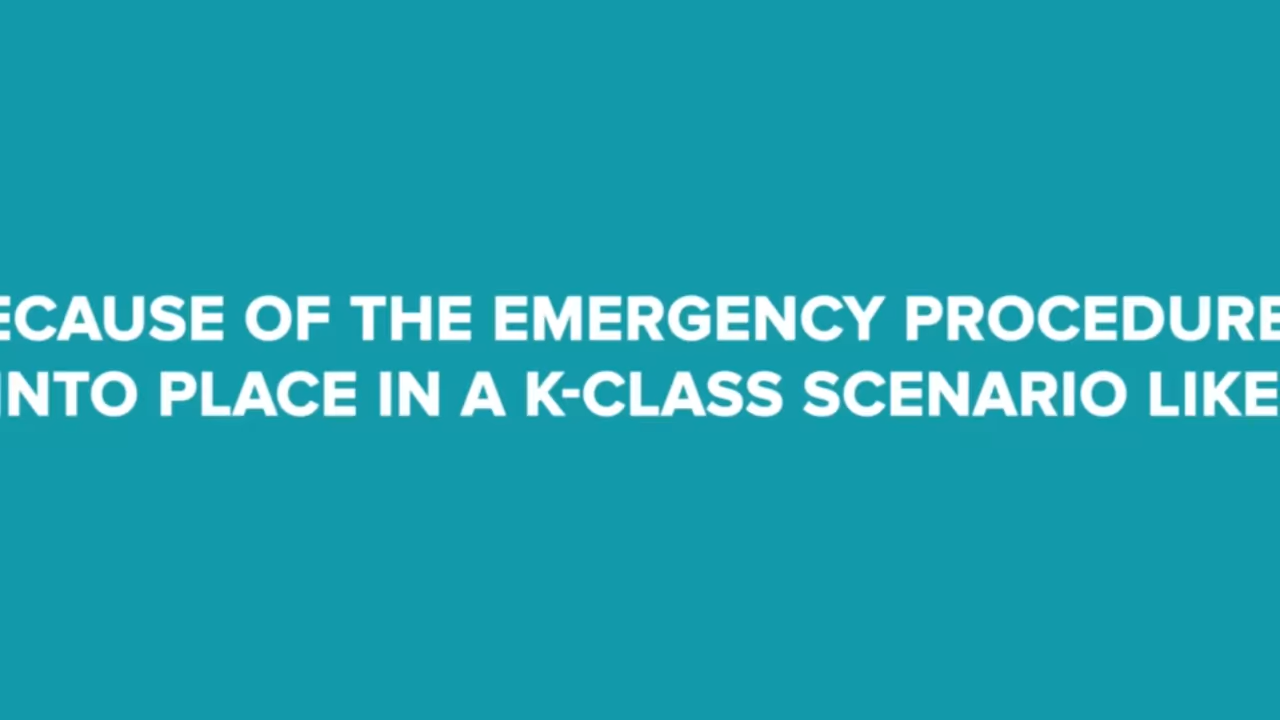 ECAUSE OF THE EMERGENCY PROCEDURE
INTO PLACE IN A K-CLASS SCENARIO LIKE